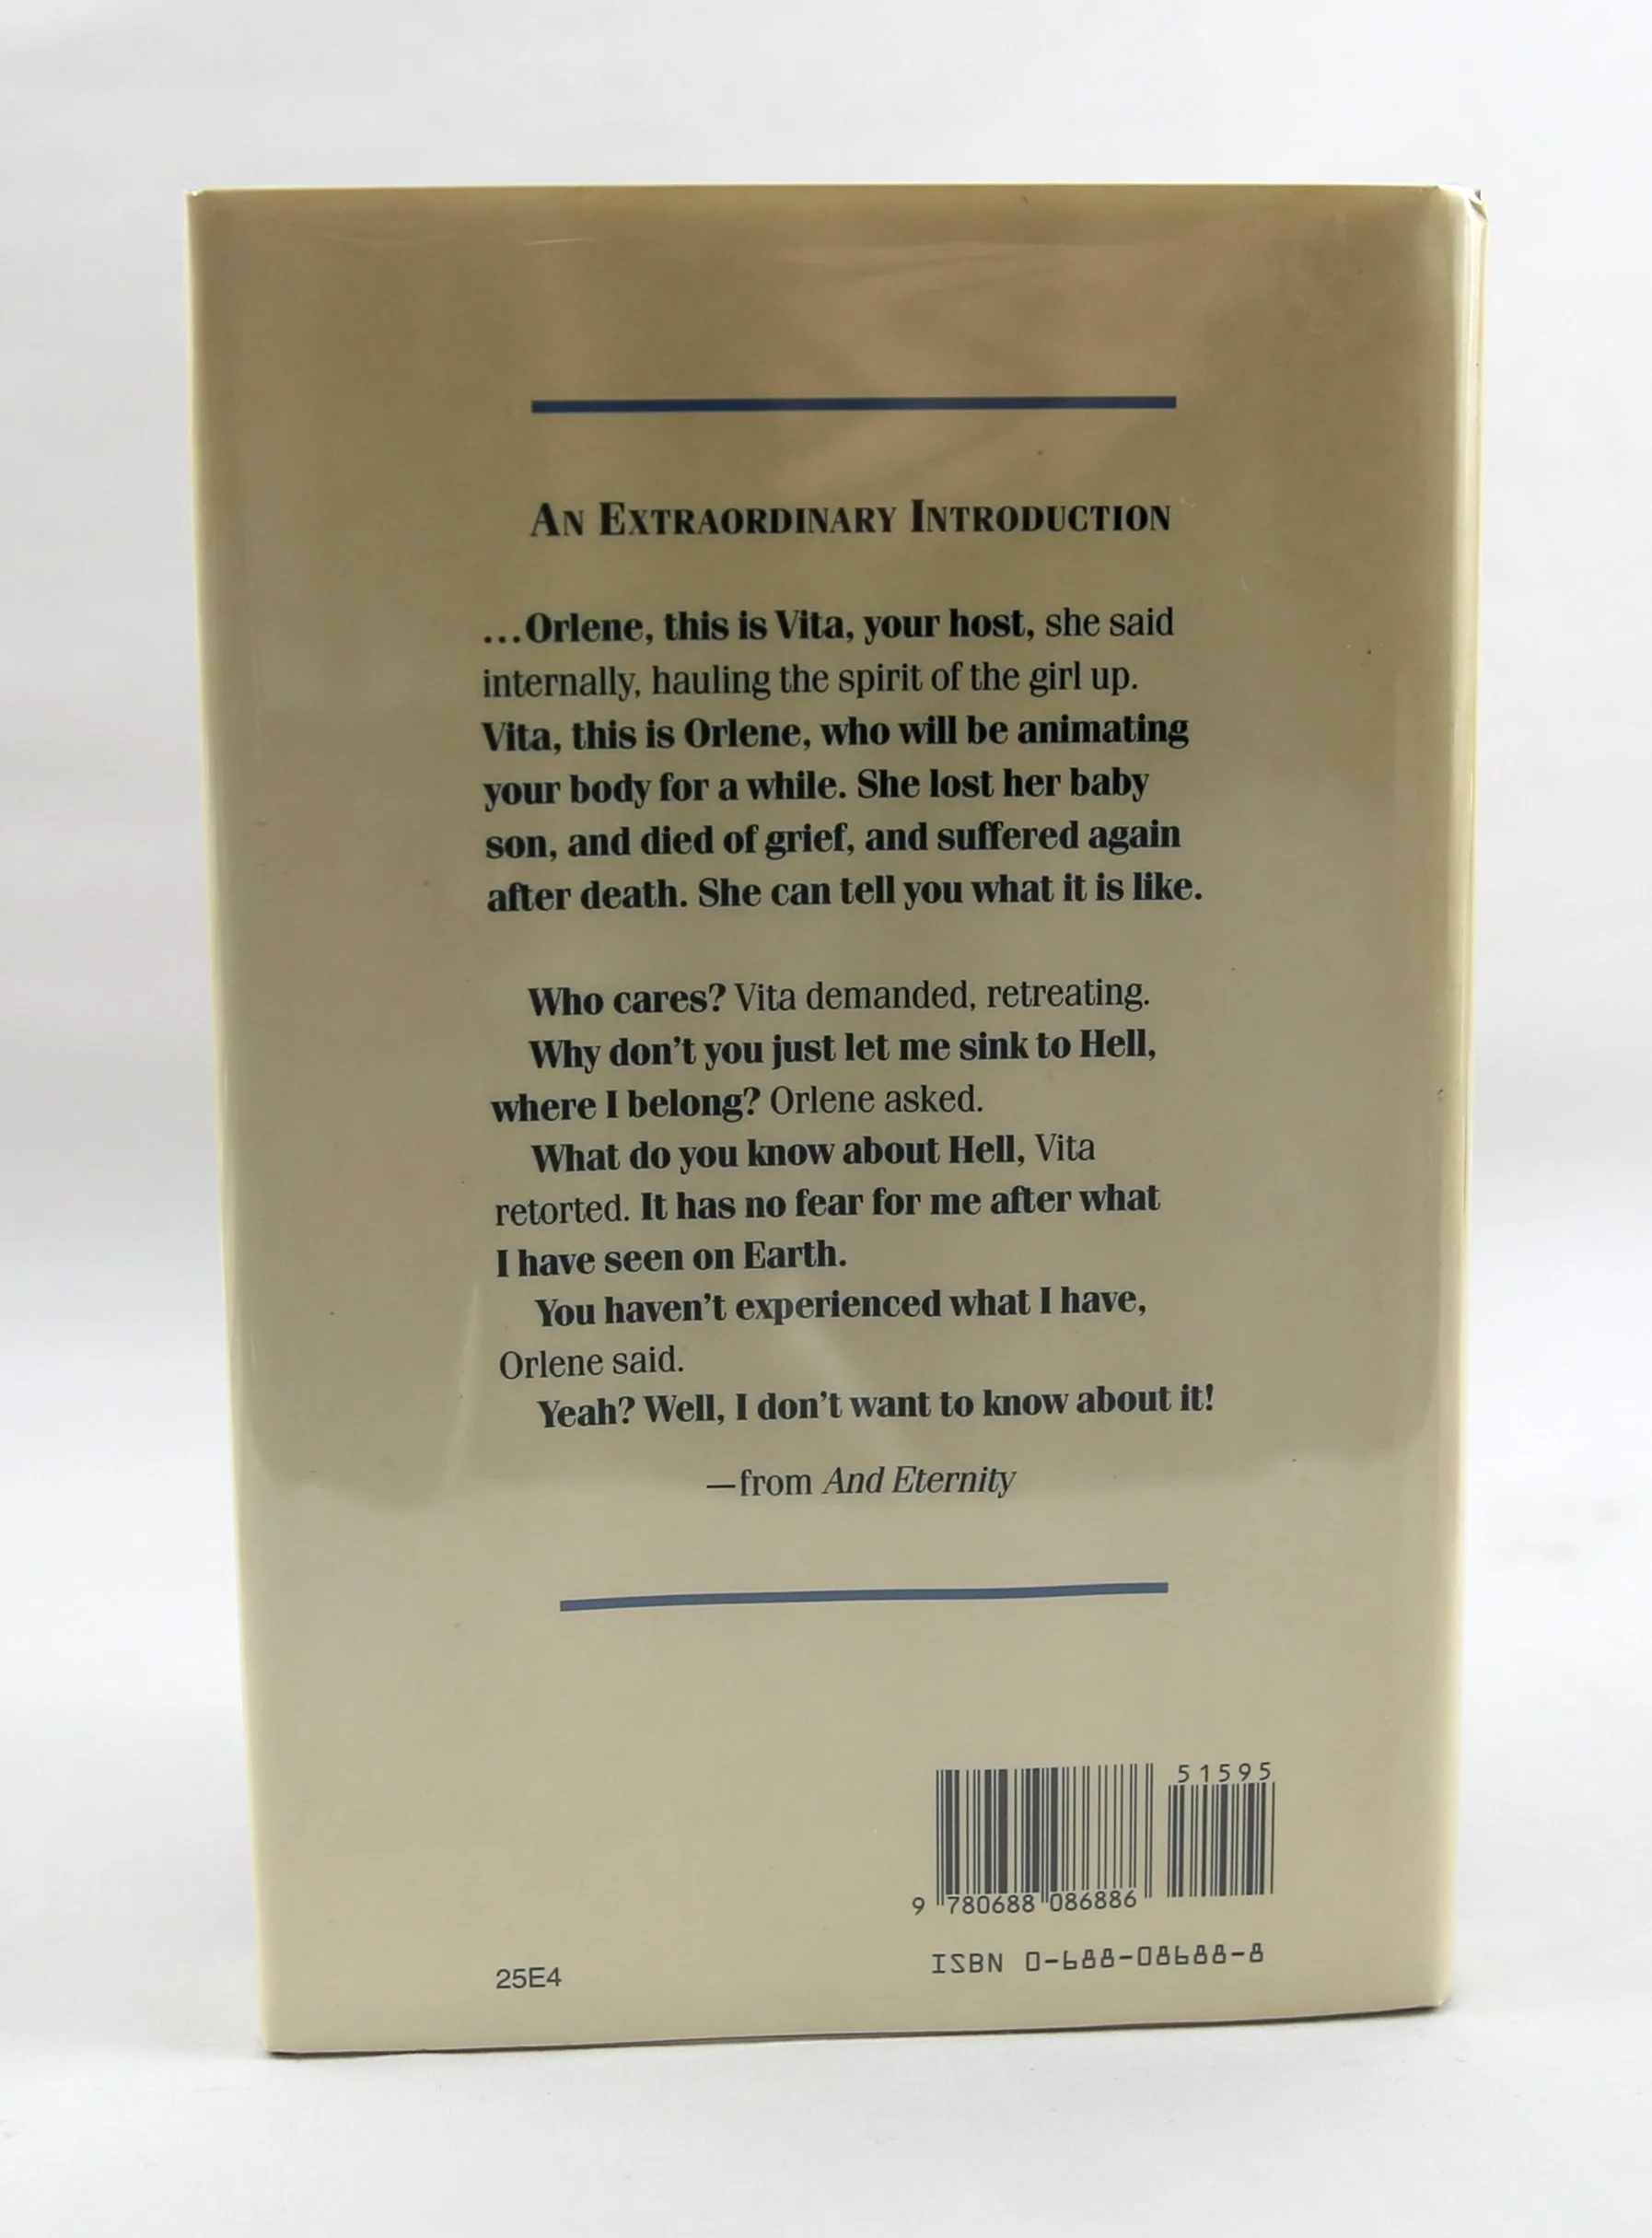 AN EXTRAORDINARY INTRODUCTION
...Orlene, this is Vita, your host, she said
internally, hauling the spirit of the girl up.
Vita, this is Orlene, who will be animating
your body for a while. She lost her baby
son, and died of grief, and suffered again
after death. She can tell you what it is like.
Who cares? Vita demanded, retreating.
Why don't you just let me sink to Hell,
where I belong? Orlene asked.
What do you know about Hell, Vita
retorted. It has no fear for me after what
I have seen on Earth.
You haven't experienced what I have,
Orlene said.
Yeah? Well, I don't want to know about it!
—from And Eternity
51595
9 780688 086886
ISBN 0-688-08688-8
25E4